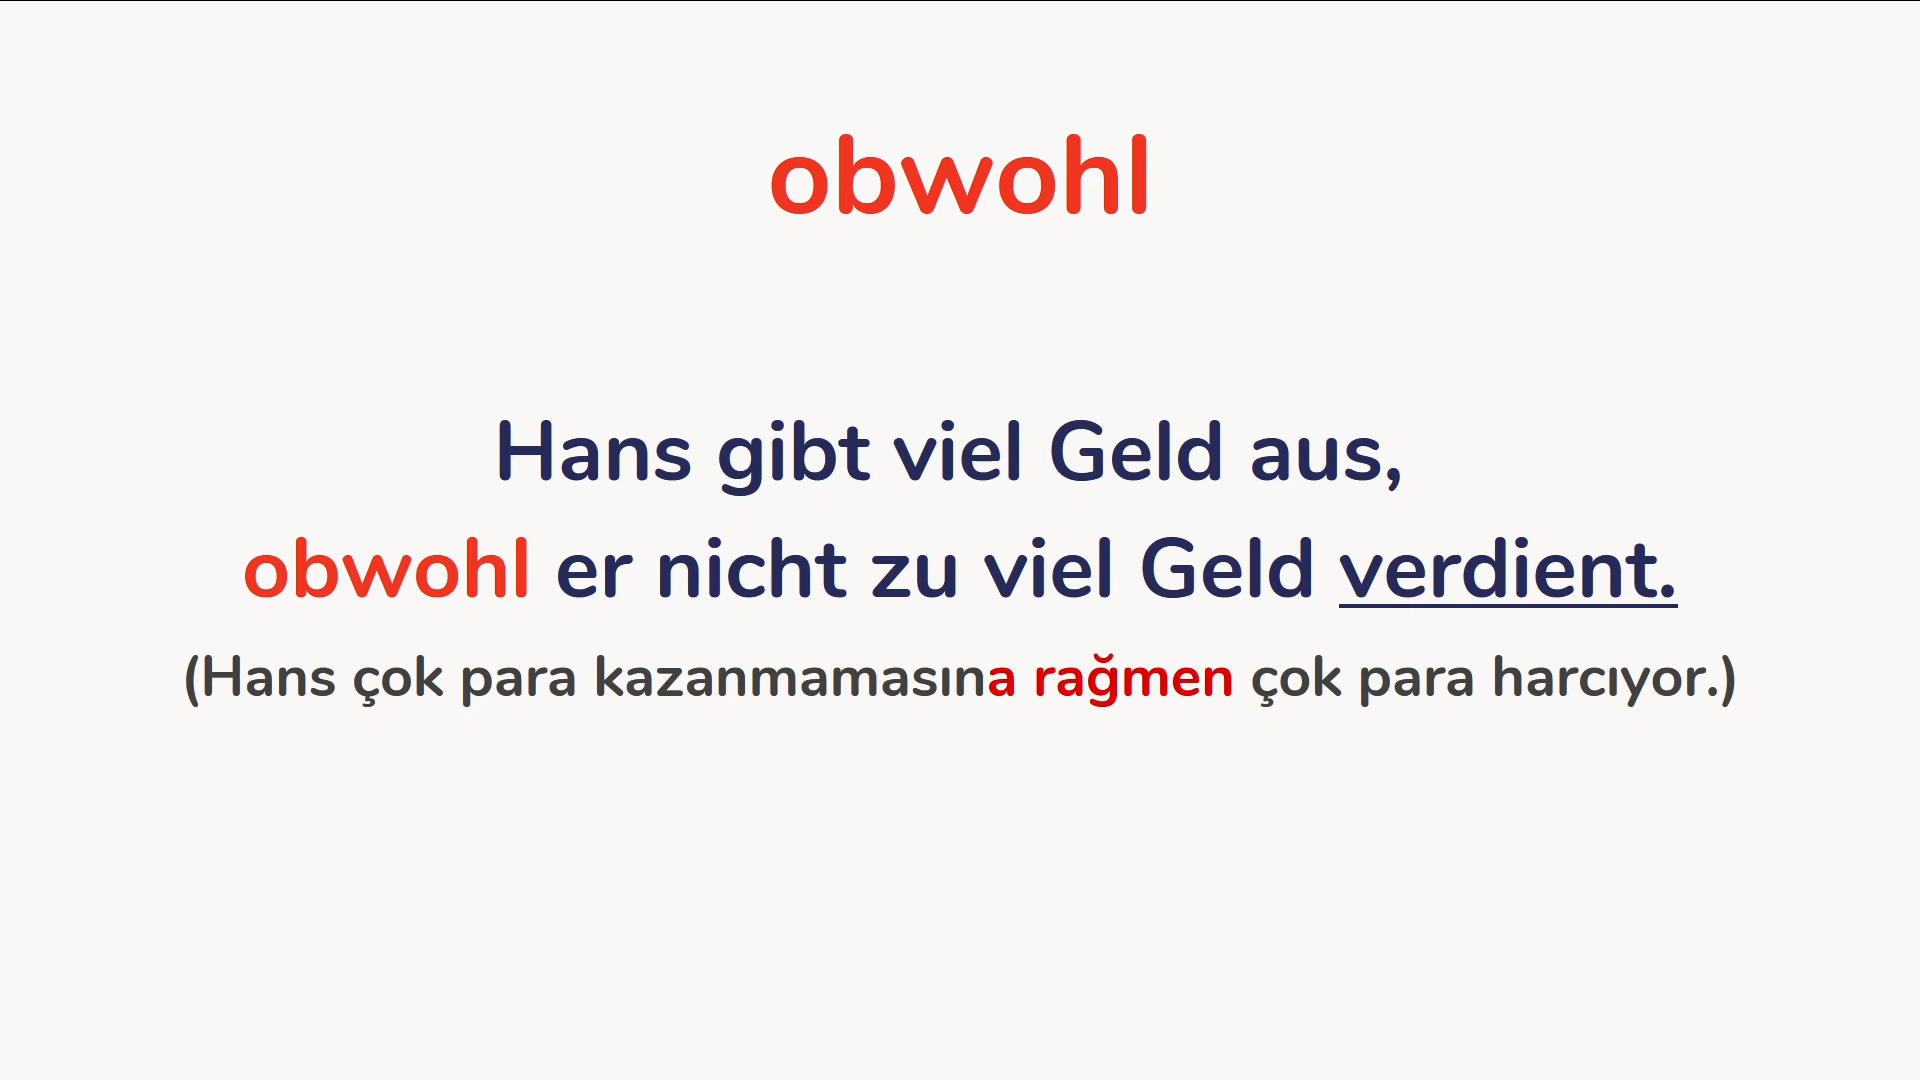 obwohl
Hans gibt viel Geld aus,
obwohl er nicht zu viel Geld verdient.
(Hans çok para kazanmamasına rağmen çok para harcıyor.)